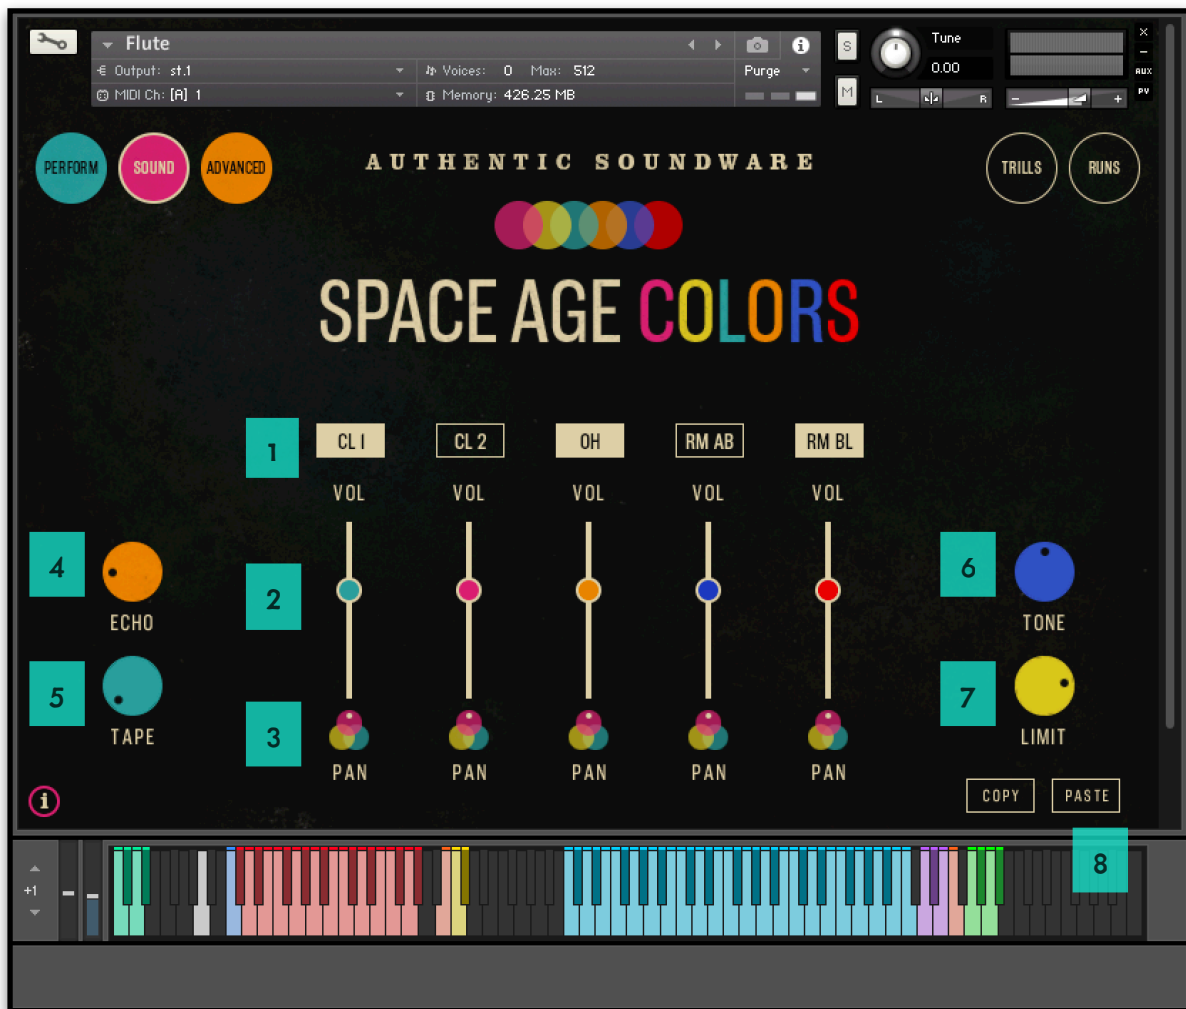 Flute
Output: st.1
Voices: 0 Max: 512
Purge
MIDI Ch: [A] 1
Memory: 426.25 MB
S
M
Tune
0.00
L
R
AUX
PV
PERFORM
SOUND
ADVANCED
AUTHENTIC SOUNDWARE
TRILLS
RUNS
SPACE AGE COLORS
1
CL 1
CL 2
OH
RM AB
RM BL
VOL
VOL
VOL
VOL
VOL
4
ECHO
2
6
TONE
5
TAPE
3
7
LIMIT
PAN
PAN
PAN
PAN
PAN
i
COPY
PASTE
8
+1